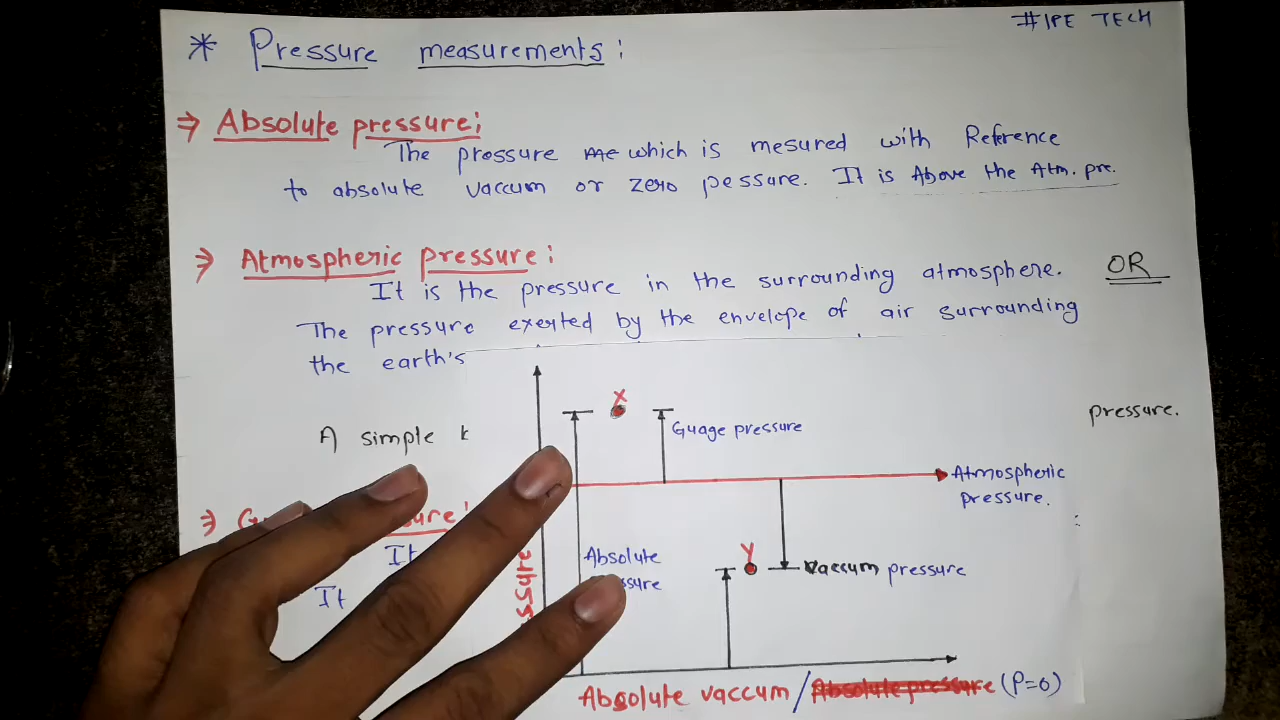 #IPE TECH
* Pressure measurements:
⇒ Absolute pressure:
The pressure which is mesured with Reference
to absolute vaccum or zero pessure. It is Above the Atm. pre.
⇒ Atmospheric pressure:
It is the pressure in the surrounding atmosphere. OR
The pressure exerted by the envelope of air surrounding
the earth's
X
pressure.
A simple
Guage pressure
Atmospheric
pressure.
⇒
It
Y
Absolute
Vaccum pressure
It
Absolute vaccum / Absolute pressure (P=0)